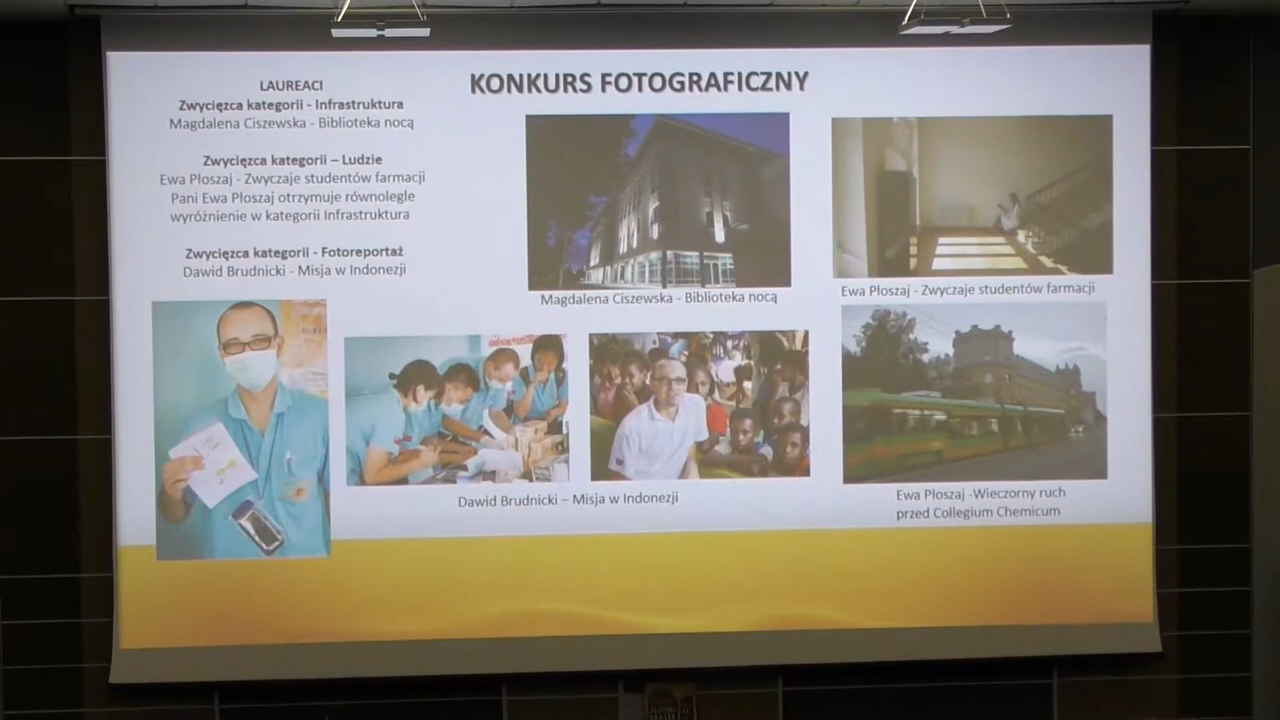 KONKURS FOTOGRAFICZNY
LAUREACI
Zwycięzca kategorii - Infrastruktura
Magdalena Ciszewska - Biblioteka nocą
Zwycięzca kategorii – Ludzie
Ewa Płoszaj - Zwyczaje studentów farmacji
Pani Ewa Płoszaj otrzymuje równolegle
wyróżnienie w kategorii Infrastruktura
Zwycięzca kategorii - Fotoreportaż
Dawid Brudnicki - Misja w Indonezji
Magdalena Ciszewska - Biblioteka nocą
Ewa Płoszaj - Zwyczaje studentów farmacji
Dawid Brudnicki – Misja w Indonezji
Ewa Płoszaj -Wieczorny ruch
przed Collegium Chemicum